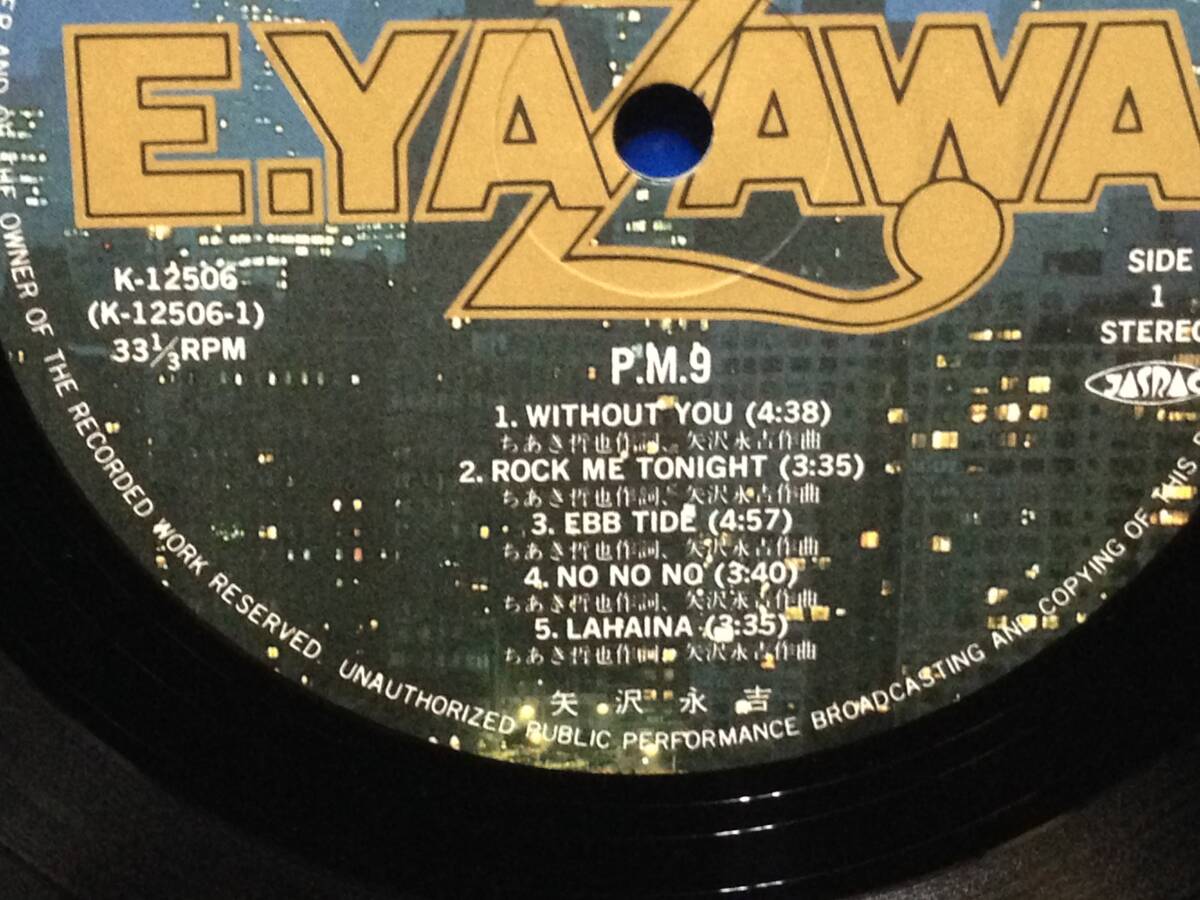 E.YAZAWA
K-12506
(K-12506-1)
33 1/3 RPM
SIDE
1
STEREO
JASRAC
P.M.9
1. WITHOUT YOU (4:38)
ちあき哲也作詞、矢沢永吉作曲
2. ROCK ME TONIGHT (3:35)
ちあき哲也作詞、矢沢永吉作曲
3. EBB TIDE (4:57)
ちあき哲也作詞、矢沢永吉作曲
4. NO NO NO (3:40)
ちあき哲也作詞、矢沢永吉作曲
5. LAHAINA (3:35)
ちあき哲也作詞、矢沢永吉作曲
矢沢永吉
AND OF THE OWNER OF THE RECORDED WORK RESERVED. UNAUTHORIZED PUBLIC PERFORMANCE BROADCASTING AND COPYING OF THIS